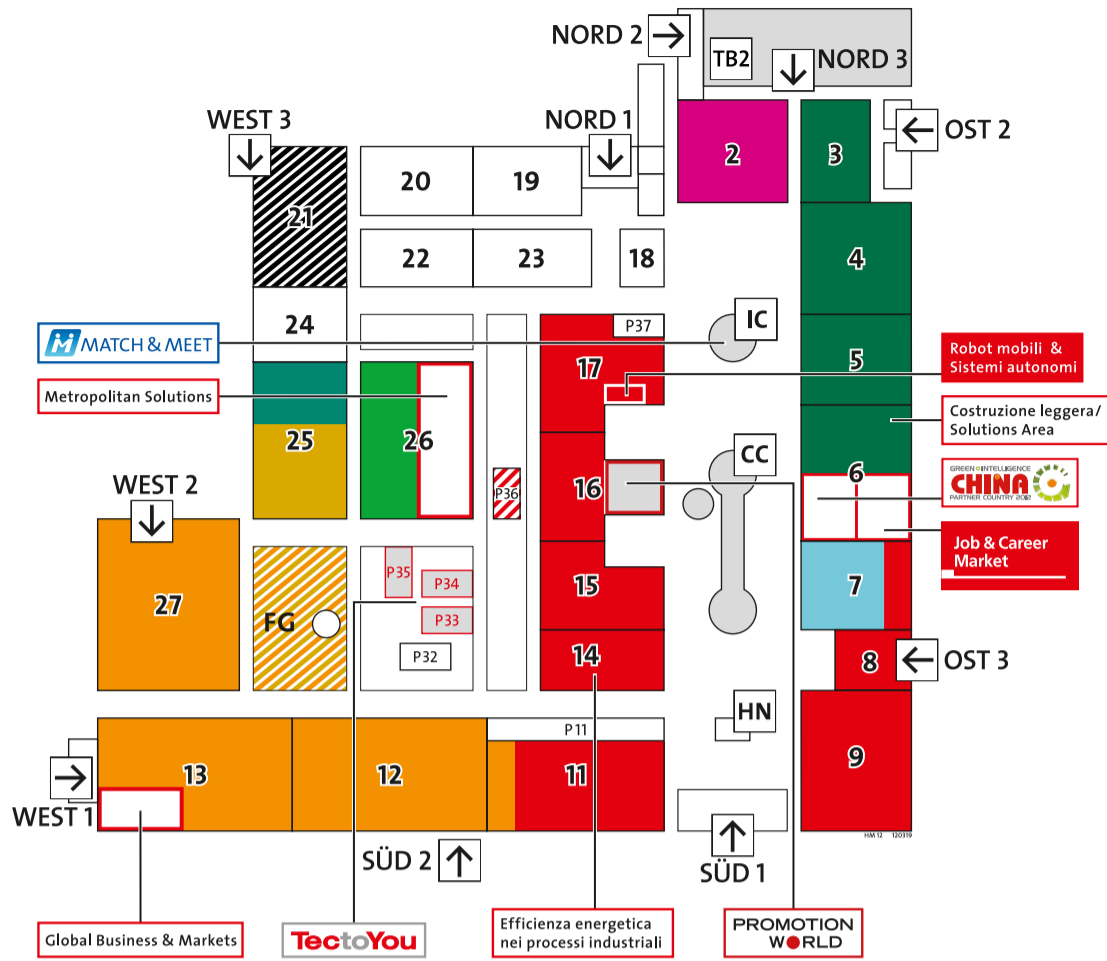 NORD 2
TB2
NORD 3
WEST 3
NORD 1
OST 2
2
3
20
19
21
22
23
18
4
24
P37
IC
MATCH & MEET
17
5
Robot mobili &
Sistemi autonomi
Metropolitan Solutions
25
26
Costruzione leggera/
Solutions Area
CC
6
WEST 2
P36
16
GREEN INTELLIGENCE
CHINA
PARTNER COUNTRY 2012
Job & Career
Market
P35
P34
15
7
27
FG
P33
P32
14
8
OST 3
HN
P11
13
12
11
9
WEST 1
HM 12 120319
SÜD 2
SÜD 1
Global Business & Markets
TectoYou
Efficienza energetica
nei processi industriali
PROMOTION
WORLD